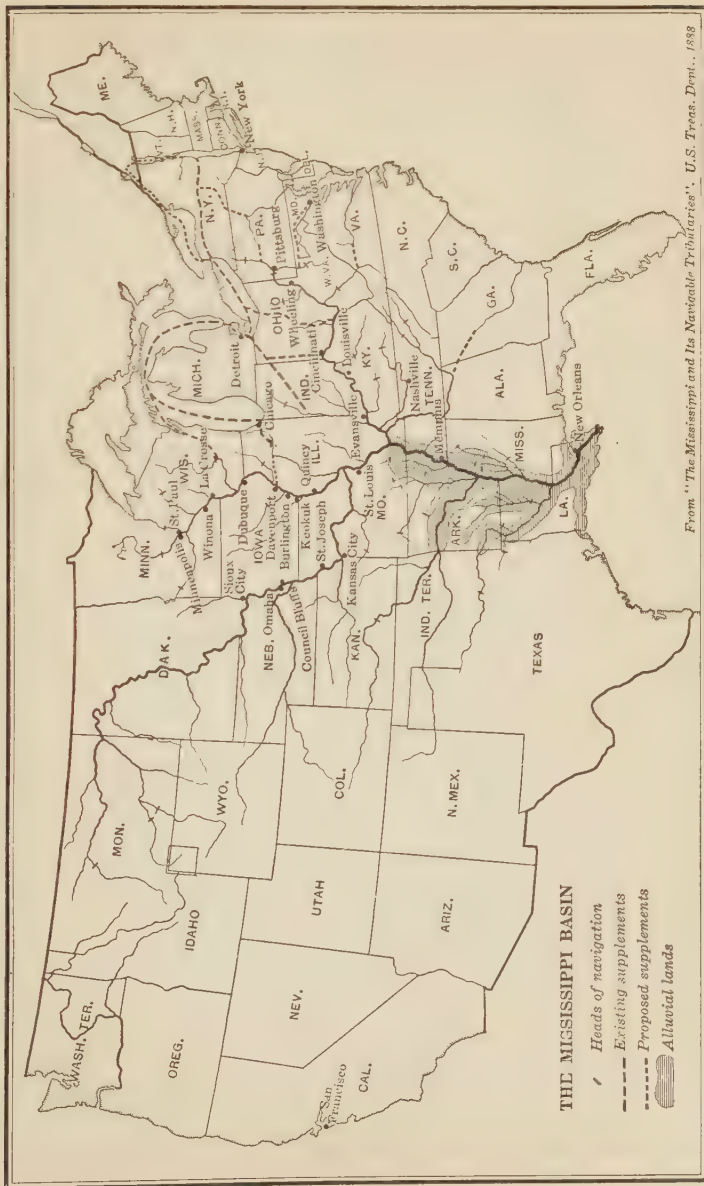 WASH. TER.
OREG.
CAL.
San
Francisco
NEV.
IDAHO
MON.
WYO.
UTAH
ARIZ.
COL.
N. MEX.
DAK.
NEB.
KAN.
IND. TER.
TEXAS
MINN.
Minneapolis
St. Paul
Winona
La Crosse
WIS.
Sioux
City
Dubuque
IOWA
Davenport
Burlington
Omaha
Council Bluffs
Keokuk
St. Joseph
Quincy
ILL.
Kansas City
St. Louis
MO.
ARK.
LA.
MICH.
Detroit
Chicago
IND.
OHIO
Wheeling
Cincinnati
Louisville
Evansville
KY.
Nashville
TENN.
Memphis
MISS.
ALA.
New Orleans
GA.
FLA.
S.C.
N.C.
VA.
W.VA.
Washington
MD.
DEL.
PA.
Pittsburg
N.J.
N.Y.
New York
CONN.
R.I.
MASS.
VT.
N.H.
ME.
THE MISSISSIPPI BASIN
Heads of navigation
Existing supplements
Proposed supplements
Alluvial lands
From "The Mississippi and Its Navigable Tributaries". U.S. Treas. Dept., 1888